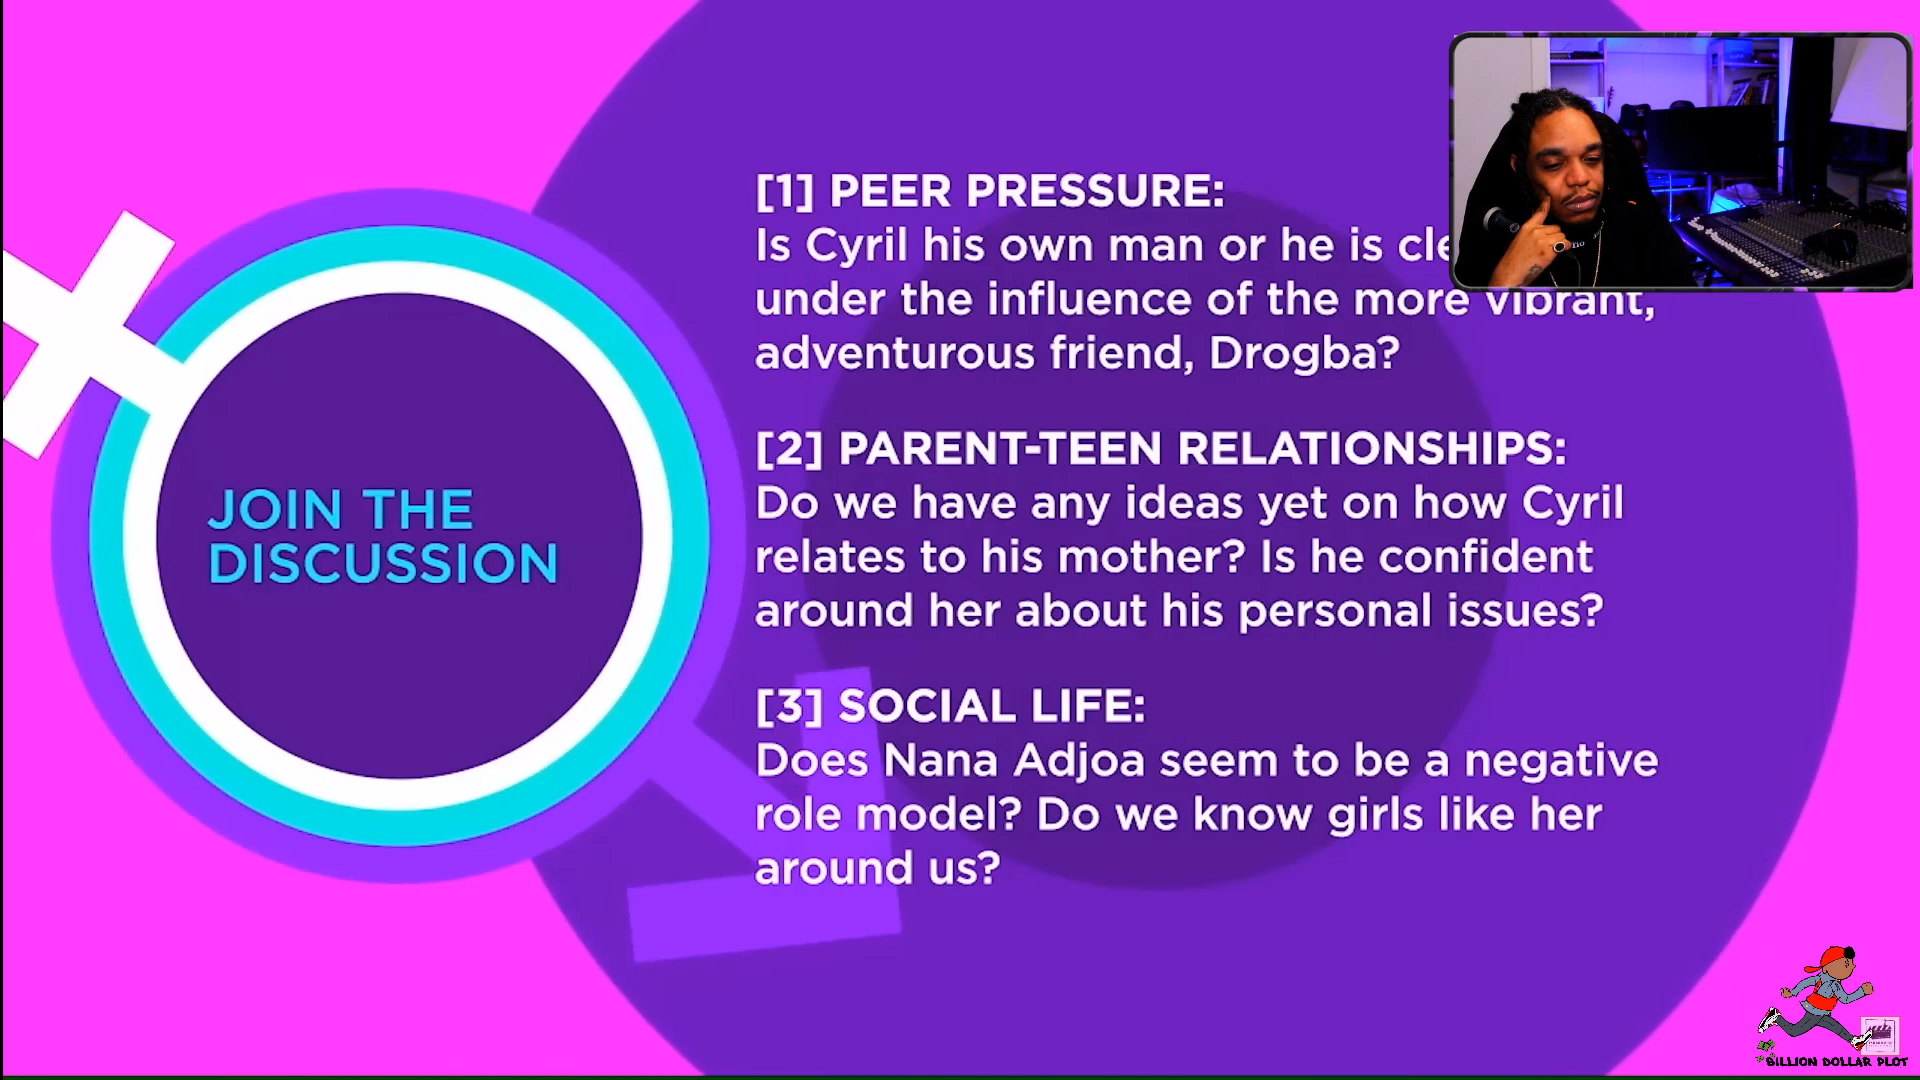 JOIN THE
DISCUSSION
[1] PEER PRESSURE:
Is Cyril his own man or he is
under the influence of the more vibrant,
adventurous friend, Drogba?
[2] PARENT-TEEN RELATIONSHIPS:
Do we have any ideas yet on how Cyril
relates to his mother? Is he confident
around her about his personal issues?
[3] SOCIAL LIFE:
Does Nana Adjoa seem to be a negative
role model? Do we know girls like her
around us?
BILLION DOLLAR PLOT